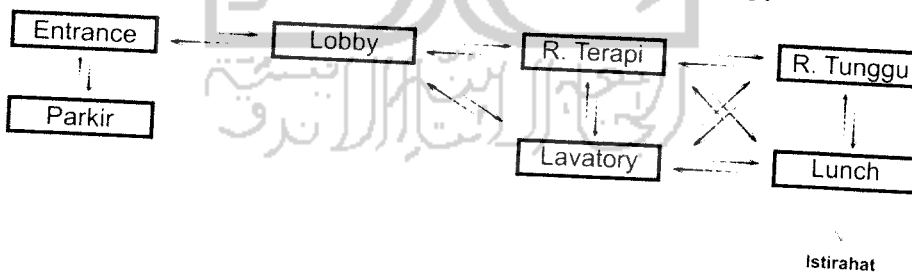 Entrance
Lobby
R. Terapi
R. Tunggu
Parkir
Lavatory
Lunch
Istirahat